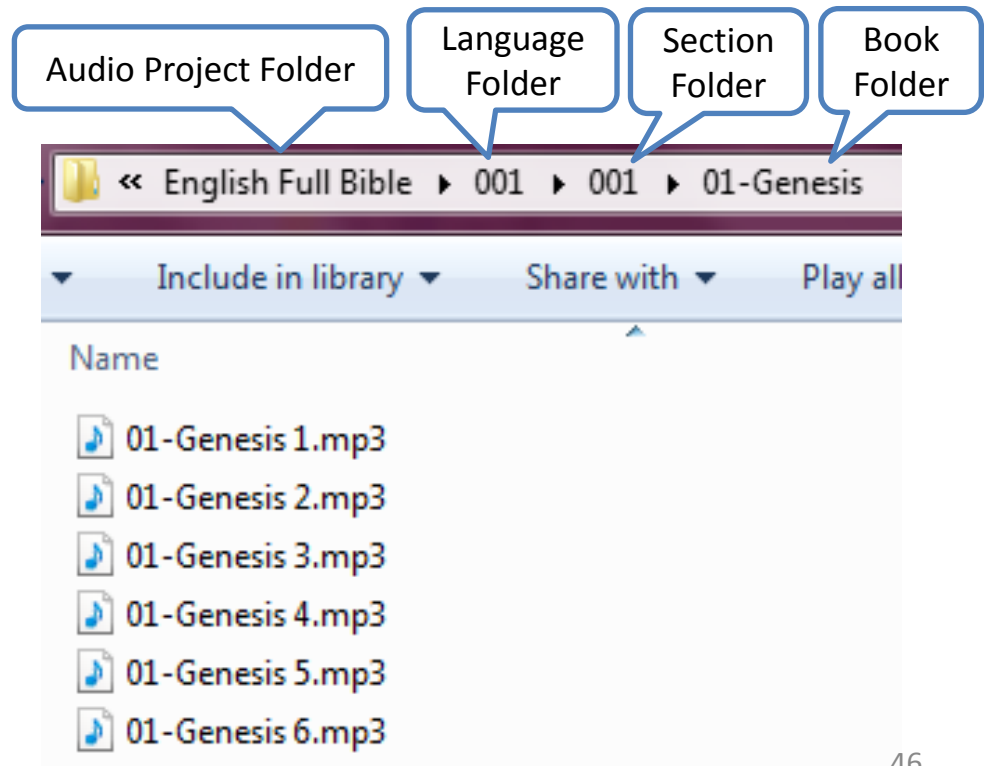 Audio Project Folder
Language
Folder
Section
Folder
Book
Folder
« English Full Bible ▸ 001 ▸ 001 ▸ 01-Genesis
Include in library
Share with
Play all
Name
01-Genesis 1.mp3
01-Genesis 2.mp3
01-Genesis 3.mp3
01-Genesis 4.mp3
01-Genesis 5.mp3
01-Genesis 6.mp3
46